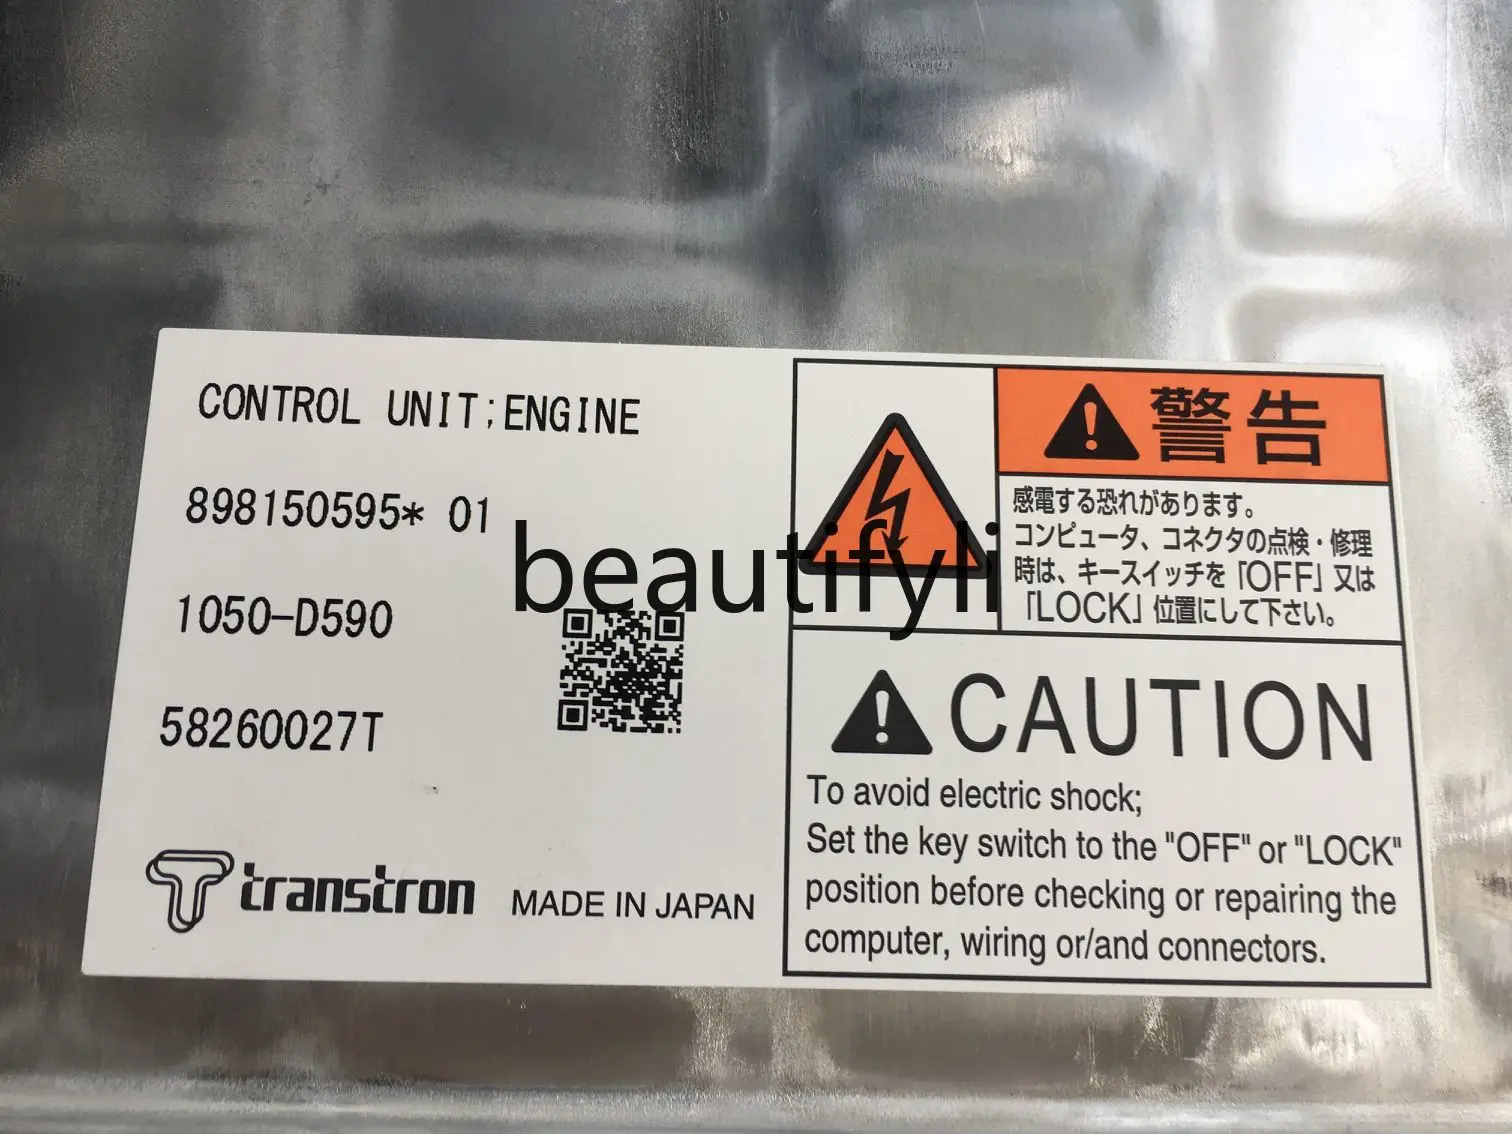 CONTROL UNIT;ENGINE
898150595* 01
1050-D590
58260027T
transtron MADE IN JAPAN
beautifyli
警告
感電する恐れがあります。
コンピュータ、コネクタの点検・修理
時は、キースイッチを「OFF」又は
「LOCK」位置にして下さい。
CAUTION
To avoid electric shock;
Set the key switch to the "OFF" or "LOCK"
position before checking or repairing the
computer, wiring or/and connectors.